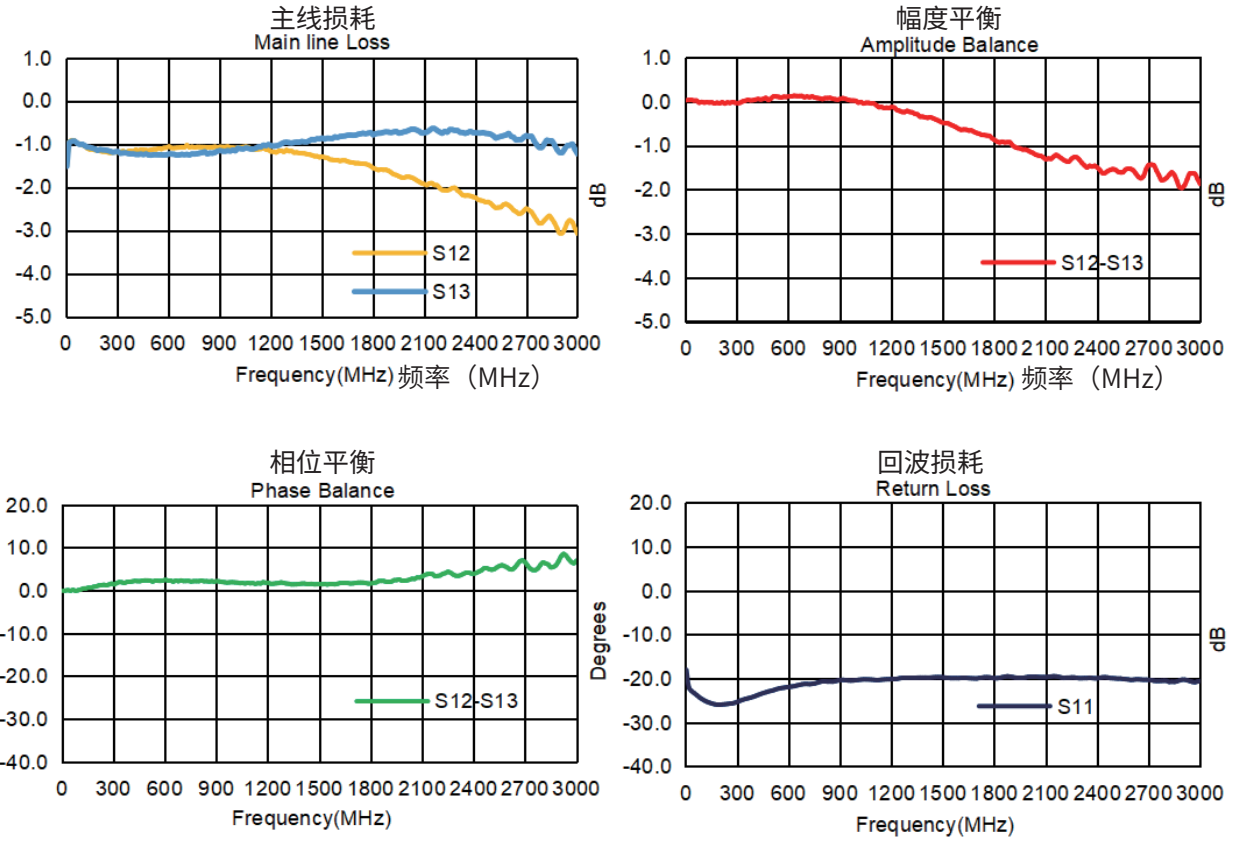 主线损耗
Main line Loss
1.0
0.0
-1.0
-2.0
-3.0
-4.0
-5.0
dB
S12
S13
0 300 600 900 1200 1500 1800 2100 2400 2700 3000
Frequency(MHz) 频率（MHz）
幅度平衡
Amplitude Balance
1.0
0.0
-1.0
-2.0
-3.0
-4.0
-5.0
dB
S12-S13
0 300 600 900 1200 1500 1800 2100 2400 2700 3000
Frequency(MHz) 频率（MHz）
相位平衡
Phase Balance
20.0
10.0
0.0
-10.0
-20.0
-30.0
-40.0
Degrees
S12-S13
0 300 600 900 1200 1500 1800 2100 2400 2700 3000
Frequency(MHz)
回波损耗
Return Loss
20.0
10.0
0.0
-10.0
-20.0
-30.0
-40.0
dB
S11
0 300 600 900 1200 1500 1800 2100 2400 2700 3000
Frequency(MHz)